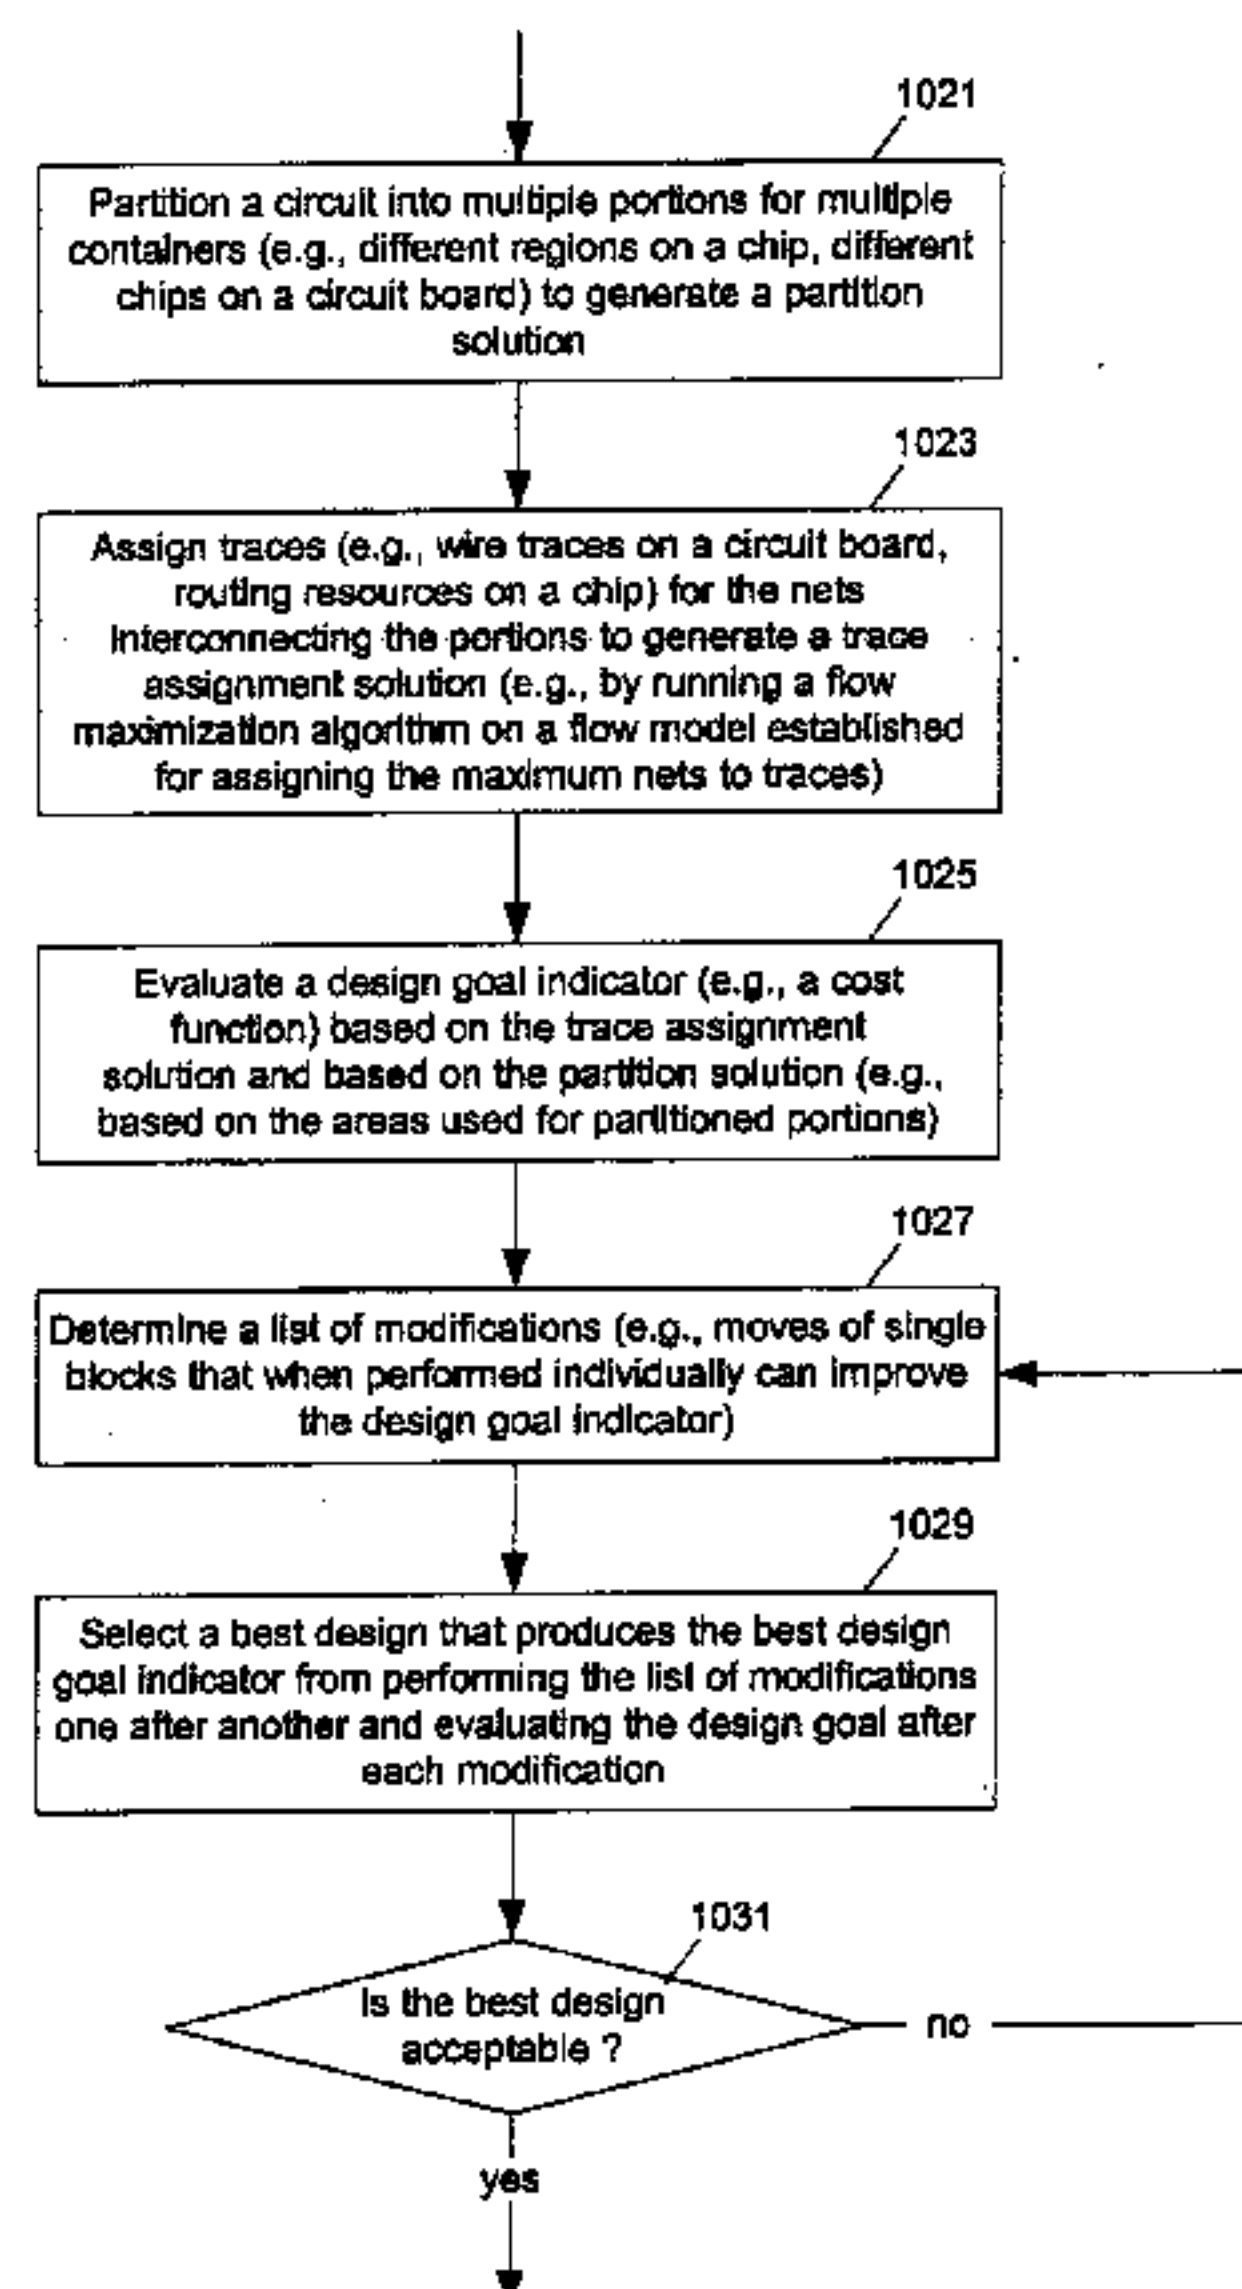 1021
Partition a circuit into multiple portions for multiple
containers (e.g., different regions on a chip, different
chips on a circuit board) to generate a partition
solution
1023
Assign traces (e.g., wire traces on a circuit board,
routing resources on a chip) for the nets
interconnecting the portions to generate a trace
assignment solution (e.g., by running a flow
maximization algorithm on a flow model established
for assigning the maximum nets to traces)
1025
Evaluate a design goal indicator (e.g., a cost
function) based on the trace assignment
solution and based on the partition solution (e.g.,
based on the areas used for partitioned portions)
1027
Determine a list of modifications (e.g., moves of single
blocks that when performed individually can improve
the design goal indicator)
1029
Select a best design that produces the best design
goal indicator from performing the list of modifications
one after another and evaluating the design goal after
each modification
1031
Is the best design
acceptable ?
no
yes